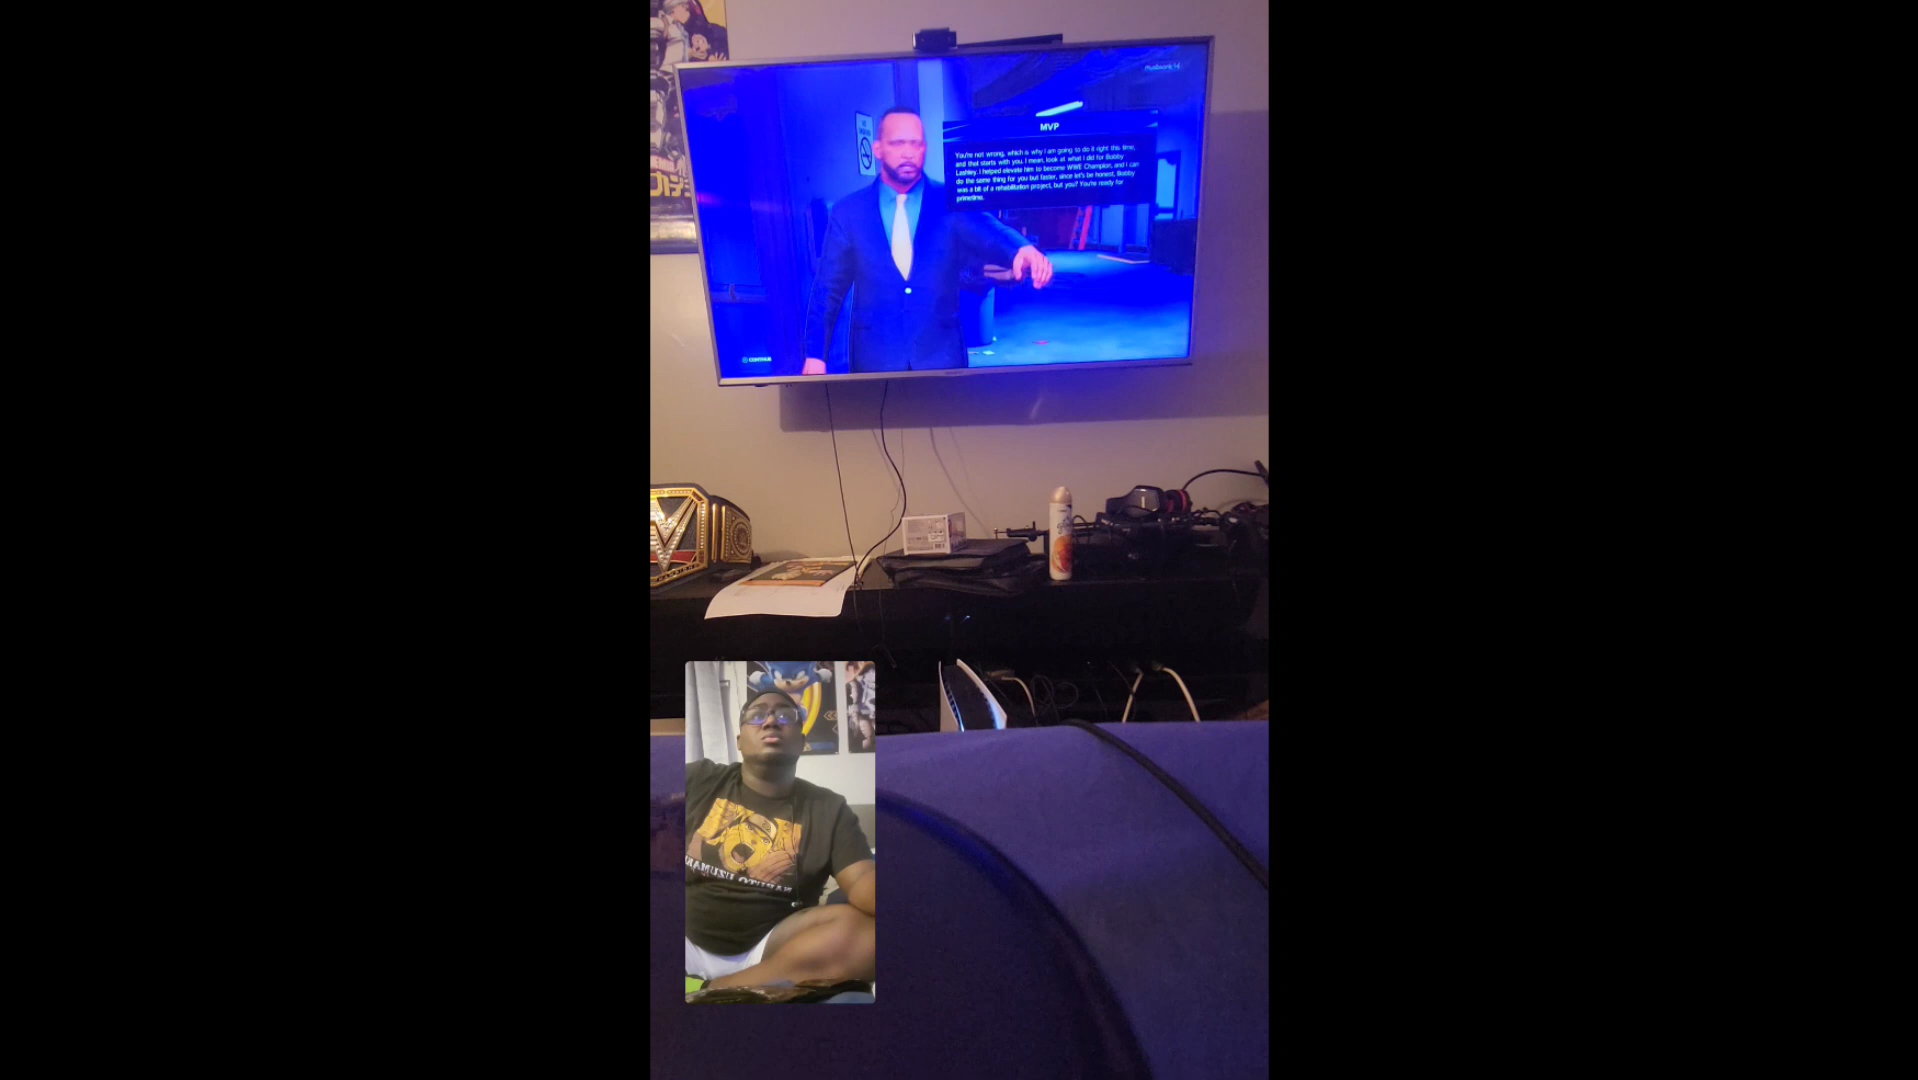 MVP
You're not wrong, which is why I am going to do it right this time,
and that starts with you. I mean, look at what I did for Bobby
Lashley. I helped elevate him to become WWE Champion, and I can
do the same thing for you but faster, since let's be honest, Bobby
was a bit of a rehabilitation project, but you? You're ready for
primetime.
CONTINUE
NARUTO UZUMAKI